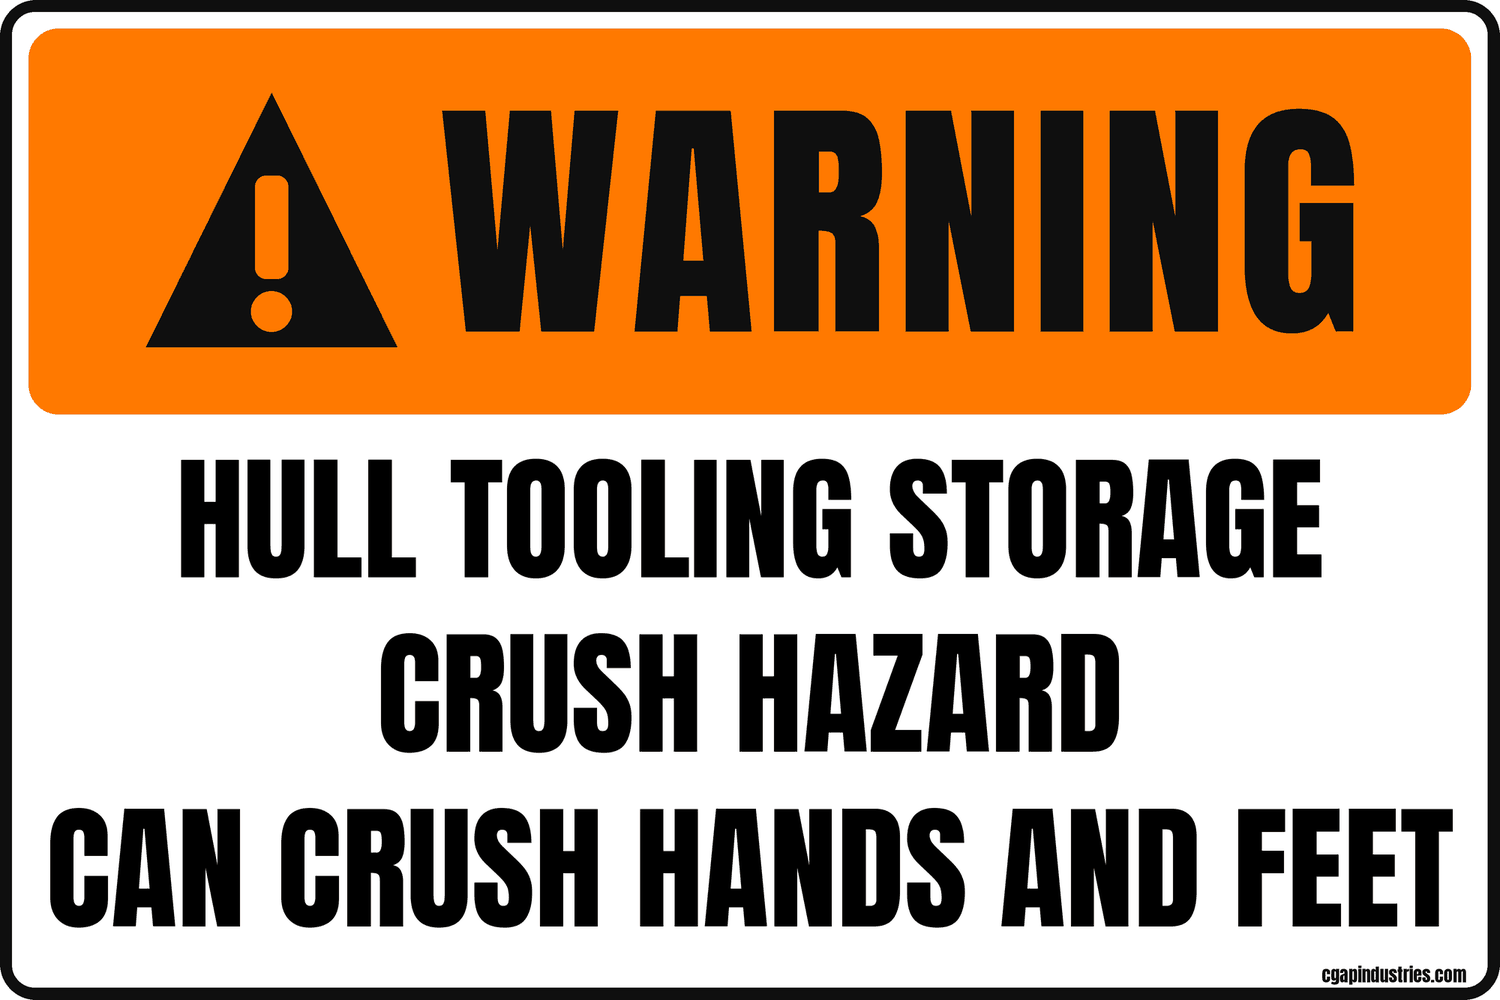 WARNING
HULL TOOLING STORAGE
CRUSH HAZARD
CAN CRUSH HANDS AND FEET
cgapindustries.com